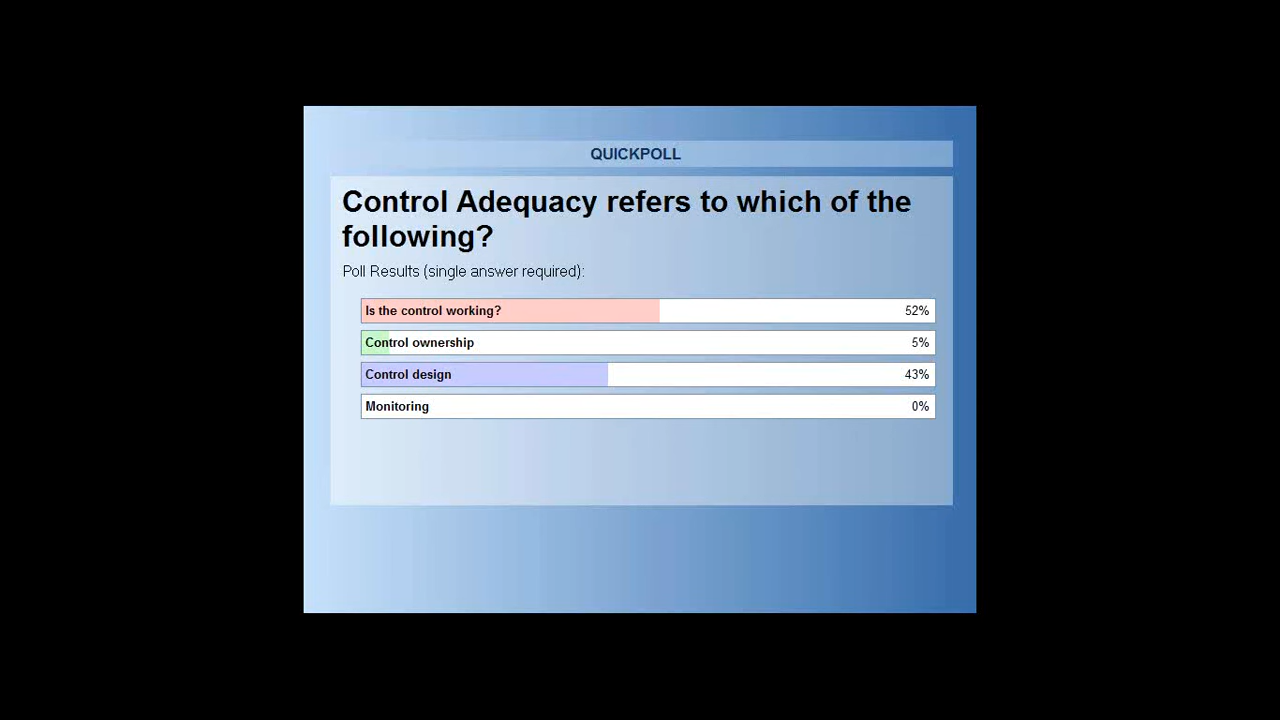 QUICKPOLL
Control Adequacy refers to which of the
following?
Poll Results (single answer required):
Is the control working? 52%
Control ownership 5%
Control design 43%
Monitoring 0%